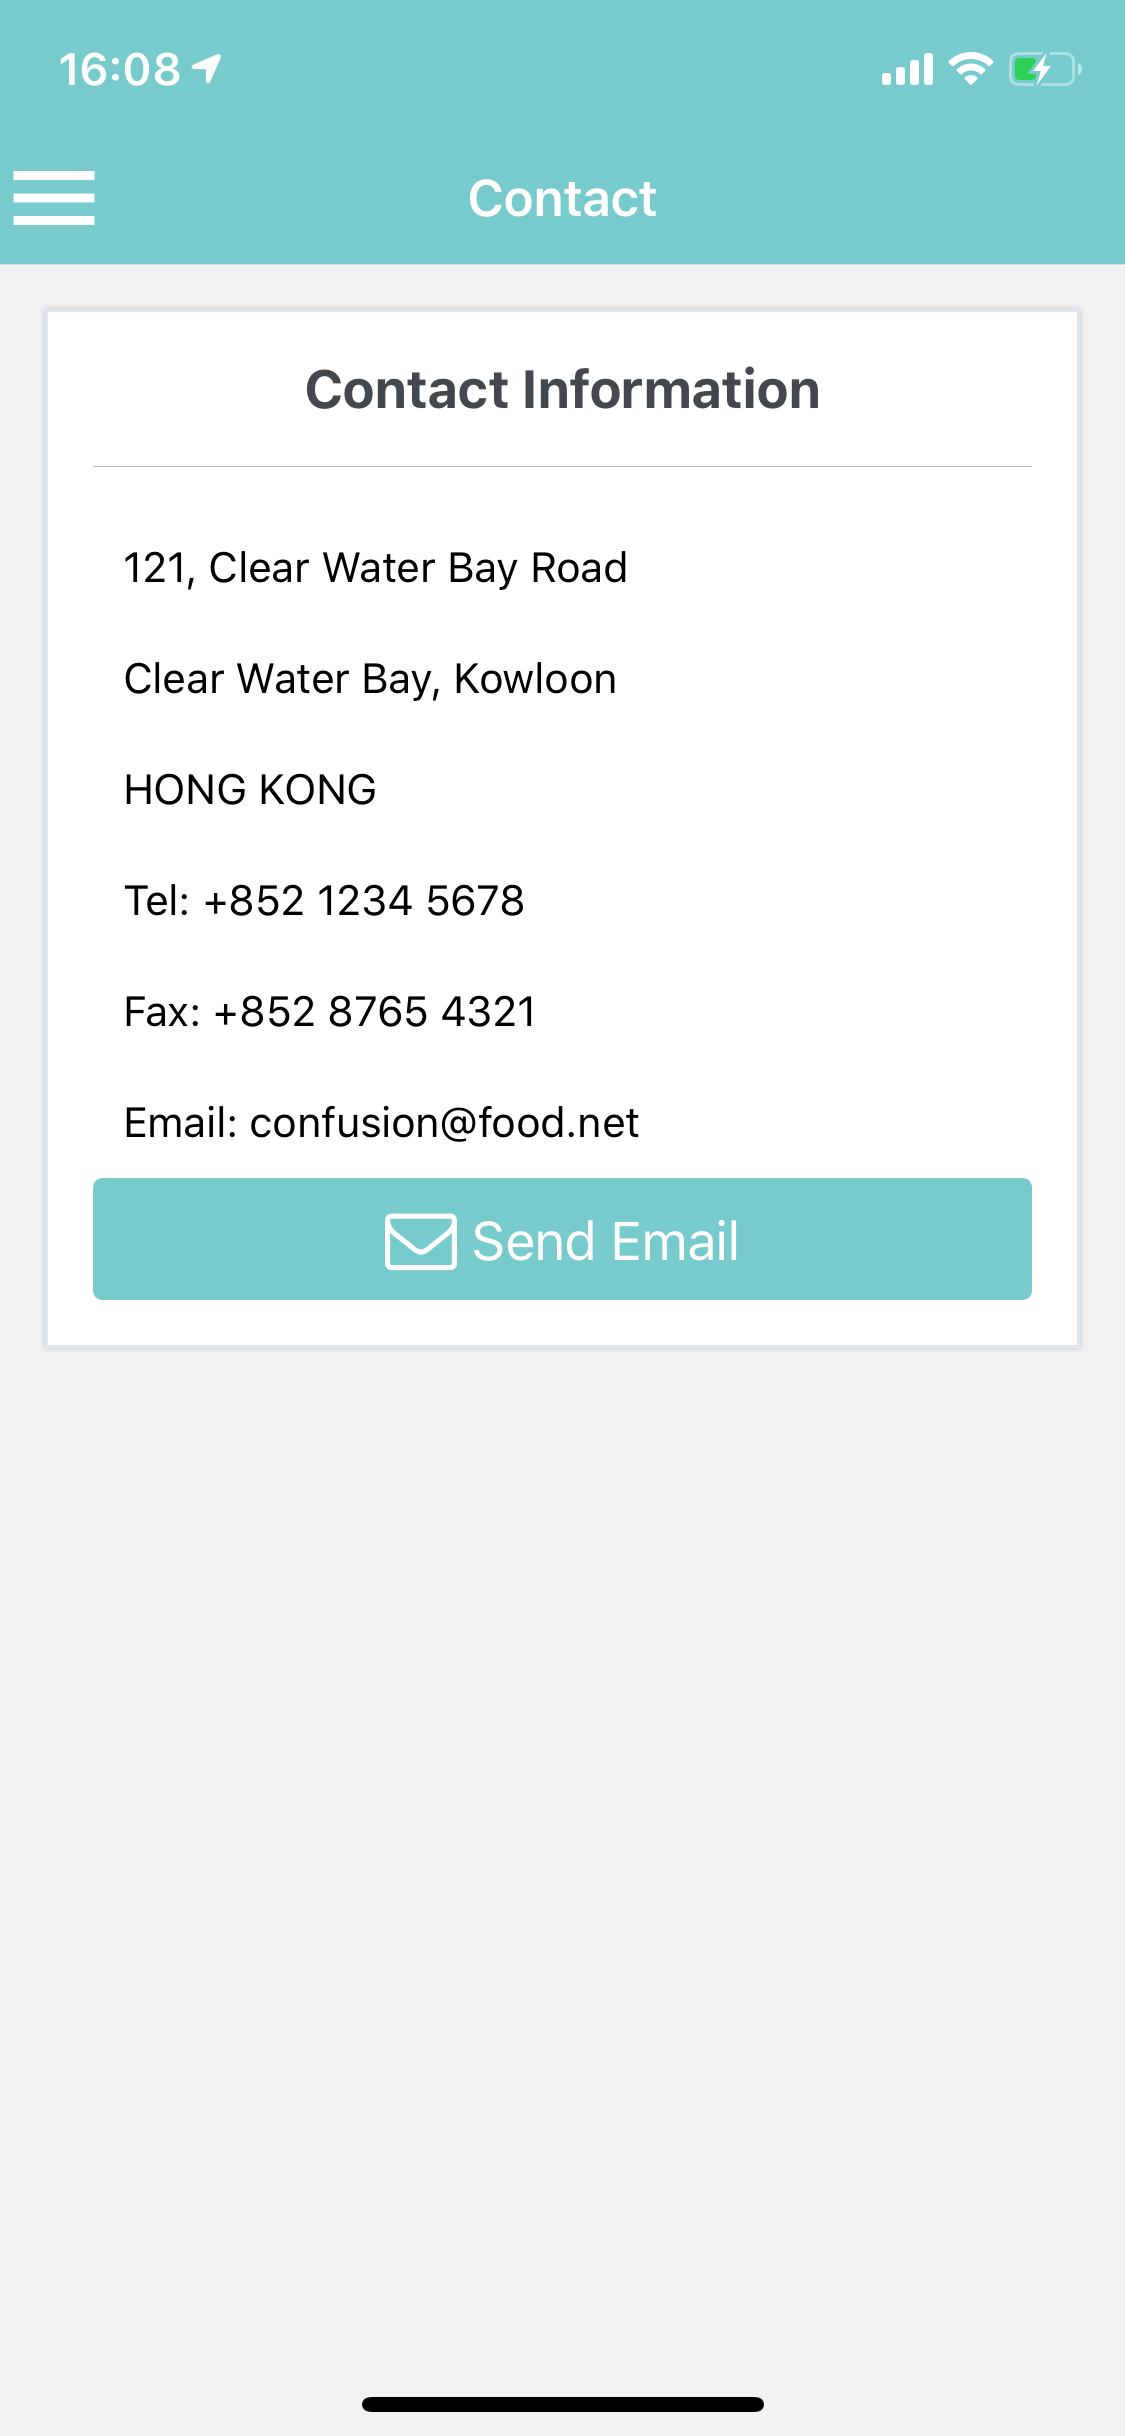 16:08
Contact
Contact Information
121, Clear Water Bay Road
Clear Water Bay, Kowloon
HONG KONG
Tel: +852 1234 5678
Fax: +852 8765 4321
Email: confusion@food.net
Send Email